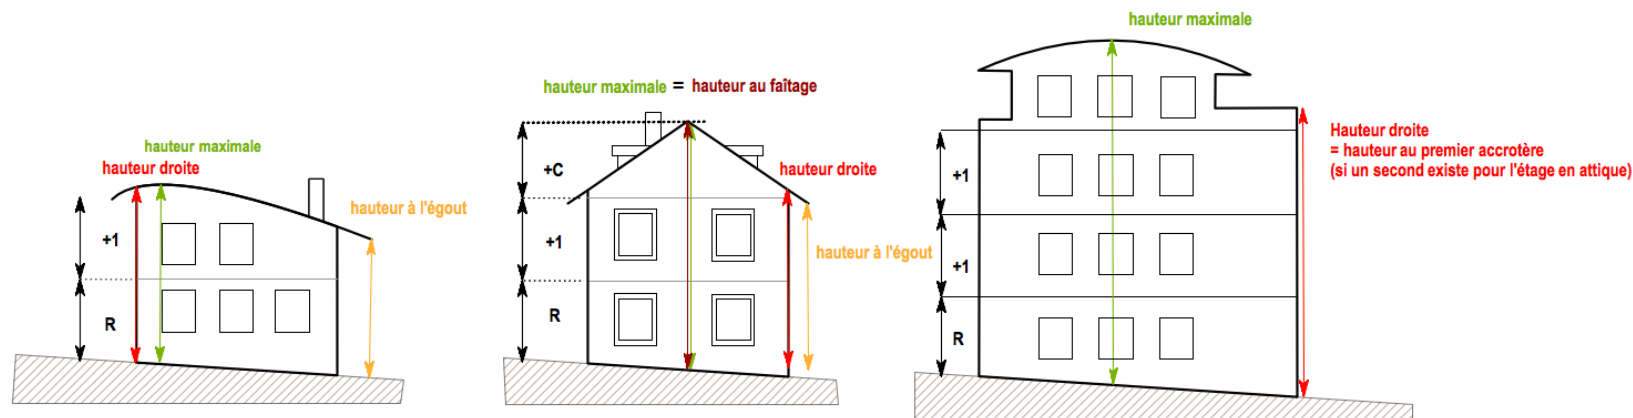 hauteur maximale
hauteur droite
hauteur à l'égout
+1
R
hauteur maximale = hauteur au faîtage
+C
hauteur droite
+1
hauteur à l'égout
R
hauteur maximale
Hauteur droite
= hauteur au premier accrotère
(si un second existe pour l'étage en attique)
+1
+1
R